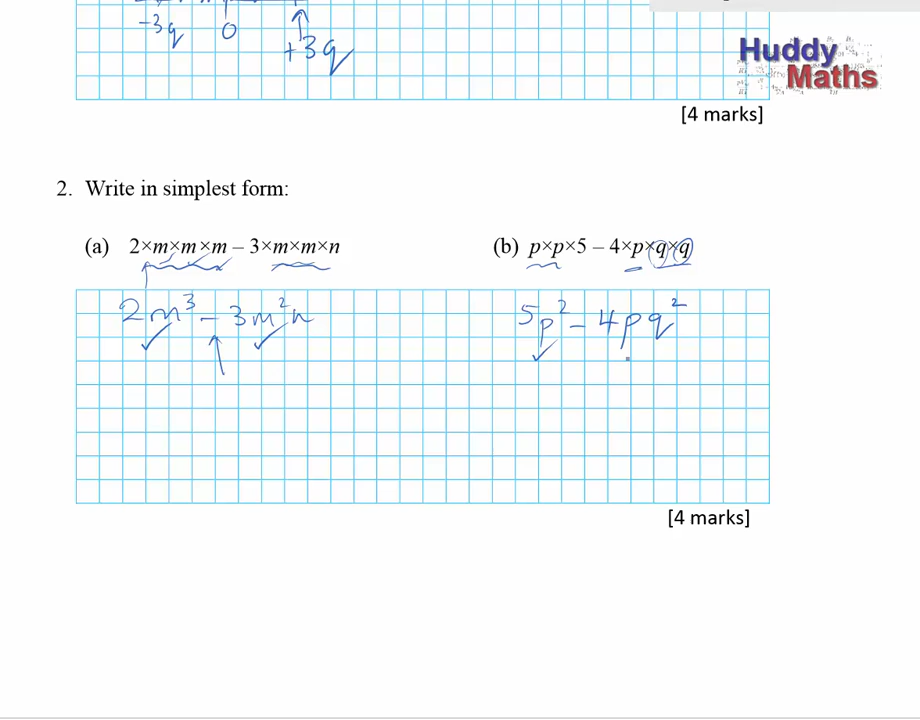 -3q 0 +3q
Huddy
Maths
[4 marks]
2. Write in simplest form:
(a) 2×m×m×m – 3×m×m×n (b) p×p×5 – 4×p×q×q
2m³ - 3m²n 5p² - 4pq²
[4 marks]